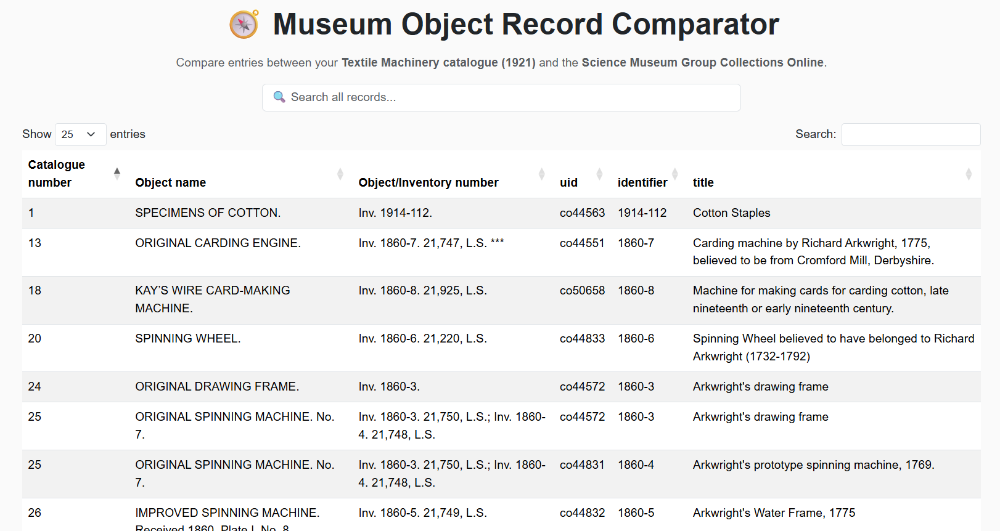 Museum Object Record Comparator
Compare entries between your Textile Machinery catalogue (1921) and the Science Museum Group Collections Online.
Search all records...
Show 25 entries
Search:
Catalogue number Object name Object/Inventory number uid identifier title
1 SPECIMENS OF COTTON. Inv. 1914-112. co44563 1914-112 Cotton Staples
13 ORIGINAL CARDING ENGINE. Inv. 1860-7. 21,747, L.S. *** co44551 1860-7 Carding machine by Richard Arkwright, 1775,
believed to be from Cromford Mill, Derbyshire.
18 KAY’S WIRE CARD-MAKING
MACHINE. Inv. 1860-8. 21,925, L.S. co50658 1860-8 Machine for making cards for carding cotton, late
nineteenth or early nineteenth century.
20 SPINNING WHEEL. Inv. 1860-6. 21,220, L.S. co44833 1860-6 Spinning Wheel believed to have belonged to Richard
Arkwright (1732-1792)
24 ORIGINAL DRAWING FRAME. Inv. 1860-3. co44572 1860-3 Arkwright's drawing frame
25 ORIGINAL SPINNING MACHINE. No.
7. Inv. 1860-3. 21,750, L.S.; Inv. 1860-
4. 21,748, L.S. co44572 1860-3 Arkwright's drawing frame
25 ORIGINAL SPINNING MACHINE. No.
7. Inv. 1860-3. 21,750, L.S.; Inv. 1860-
4. 21,748, L.S. co44831 1860-4 Arkwright's prototype spinning machine, 1769.
26 IMPROVED SPINNING MACHINE.
Received 1860. Plate I., No. 8. Inv. 1860-5. 21,749, L.S. co44832 1860-5 Arkwright's Water Frame, 1775